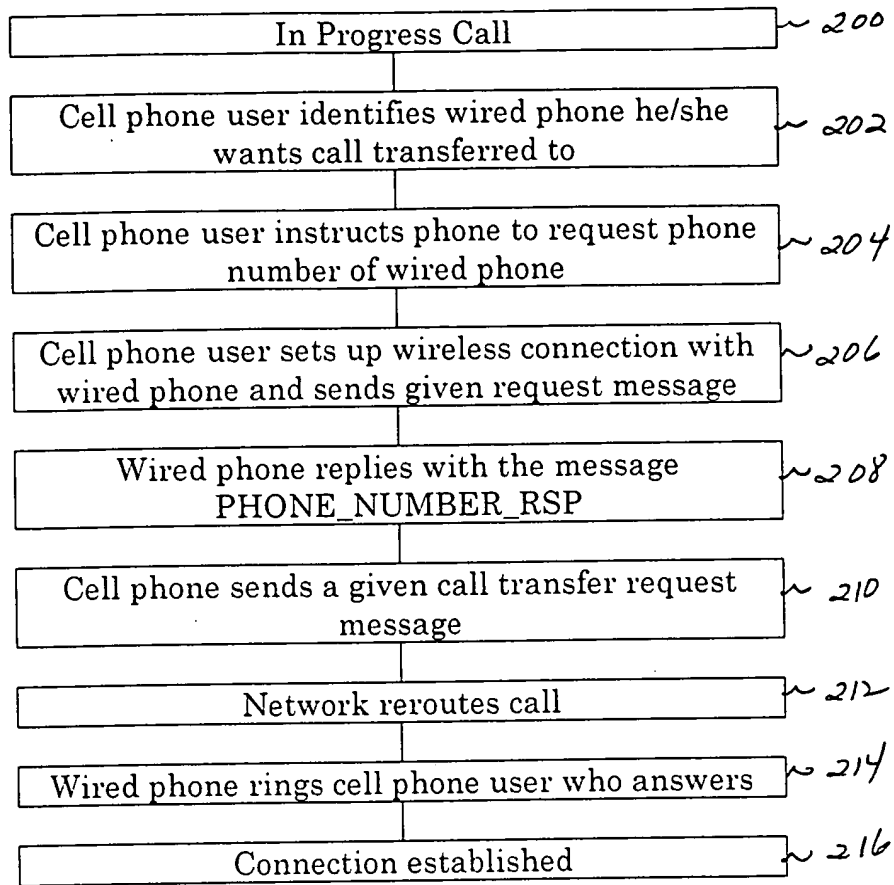 In Progress Call
200
Cell phone user identifies wired phone he/she
wants call transferred to
202
Cell phone user instructs phone to request phone
number of wired phone
204
Cell phone user sets up wireless connection with
wired phone and sends given request message
206
Wired phone replies with the message
PHONE_NUMBER_RSP
208
Cell phone sends a given call transfer request
message
210
Network reroutes call
212
Wired phone rings cell phone user who answers
214
Connection established
216